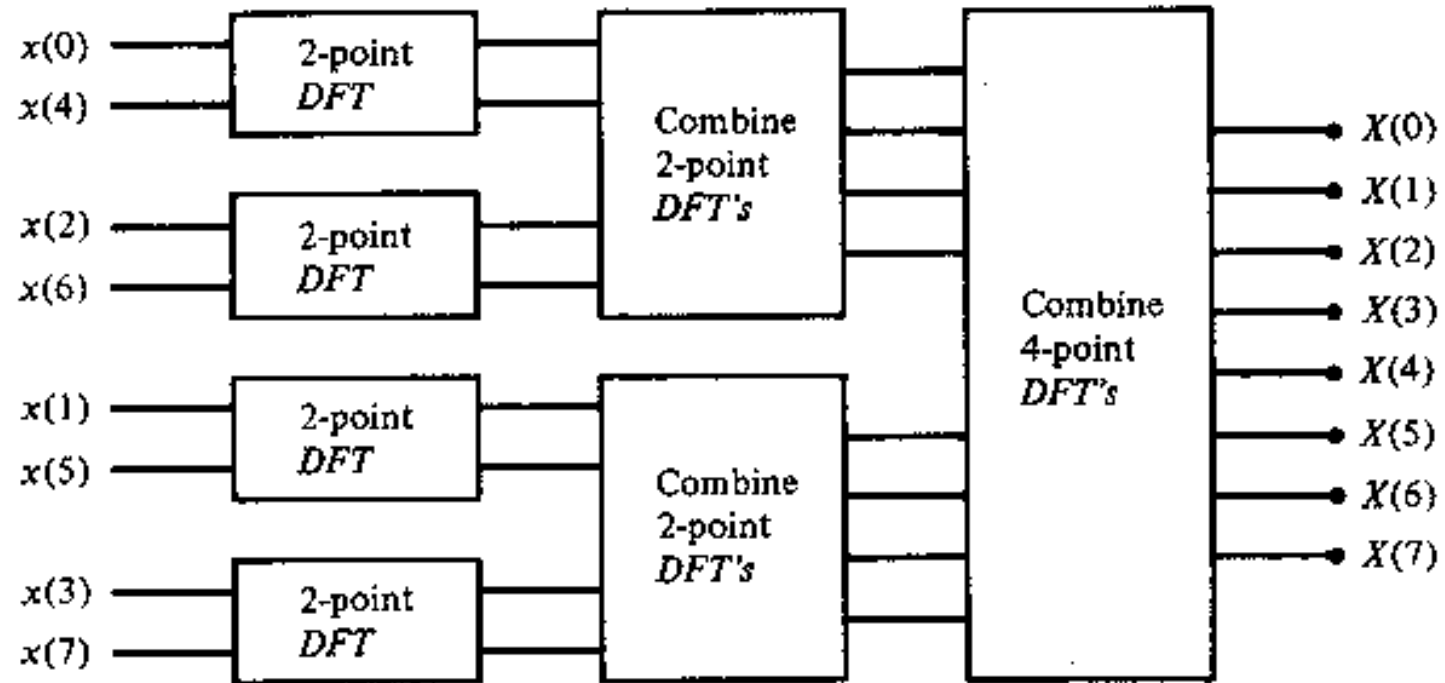 x(0)
x(4)
2-point
DFT
x(2)
x(6)
2-point
DFT
Combine
2-point
DFT's
x(1)
x(5)
2-point
DFT
x(3)
x(7)
2-point
DFT
Combine
2-point
DFT's
Combine
4-point
DFT's
X(0)
X(1)
X(2)
X(3)
X(4)
X(5)
X(6)
X(7)